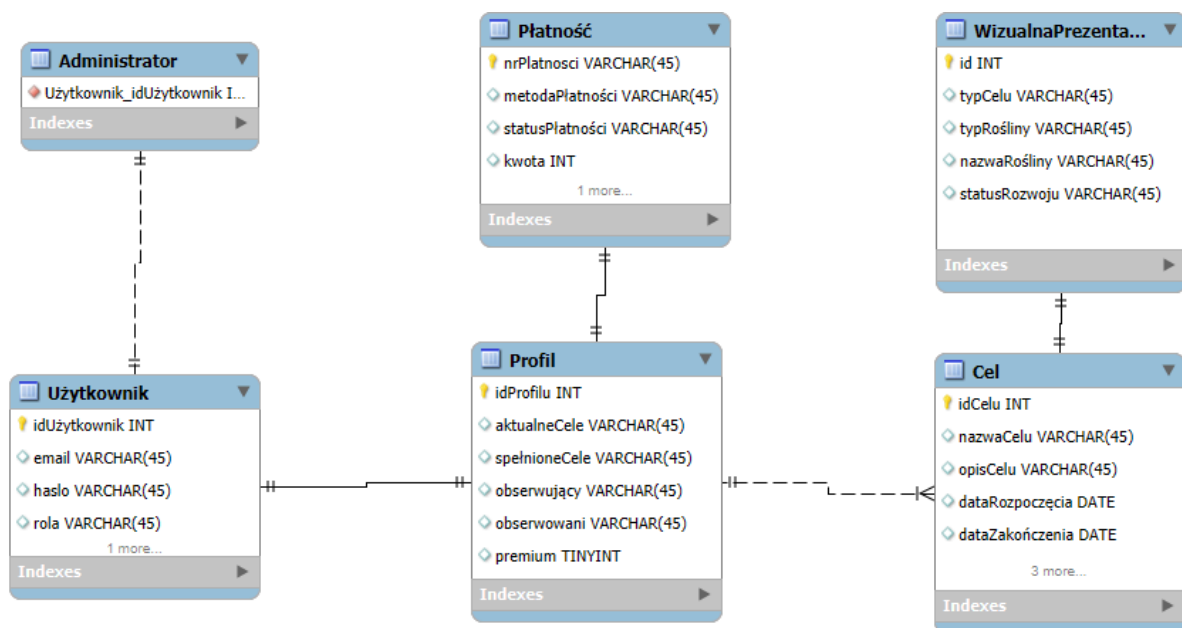 Administrator
Użytkownik_idUżytkownik I...
Indexes
Płatność
nrPlatnosci VARCHAR(45)
metodaPłatności VARCHAR(45)
statusPłatności VARCHAR(45)
kwota INT
1 more...
Indexes
WizualnaPrezenta...
id INT
typCelu VARCHAR(45)
typRośliny VARCHAR(45)
nazwaRośliny VARCHAR(45)
statusRozwoju VARCHAR(45)
Indexes
Użytkownik
idUżytkownik INT
email VARCHAR(45)
haslo VARCHAR(45)
rola VARCHAR(45)
1 more...
Indexes
Profil
idProfilu INT
aktualneCele VARCHAR(45)
spełnioneCele VARCHAR(45)
obserwujący VARCHAR(45)
obserwowani VARCHAR(45)
premium TINYINT
Indexes
Cel
idCelu INT
nazwaCelu VARCHAR(45)
opisCelu VARCHAR(45)
dataRozpoczęcia DATE
dataZakończenia DATE
3 more...
Indexes